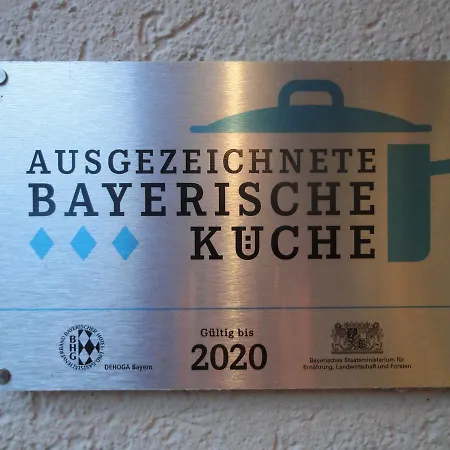 AUSGEZEICHNETE
BAYERISCHE
KÜCHE
Gültig bis
2020
BHG
DEHOGA Bayern
Bayerisches Staatsministerium für
Ernährung, Landwirtschaft und Forsten